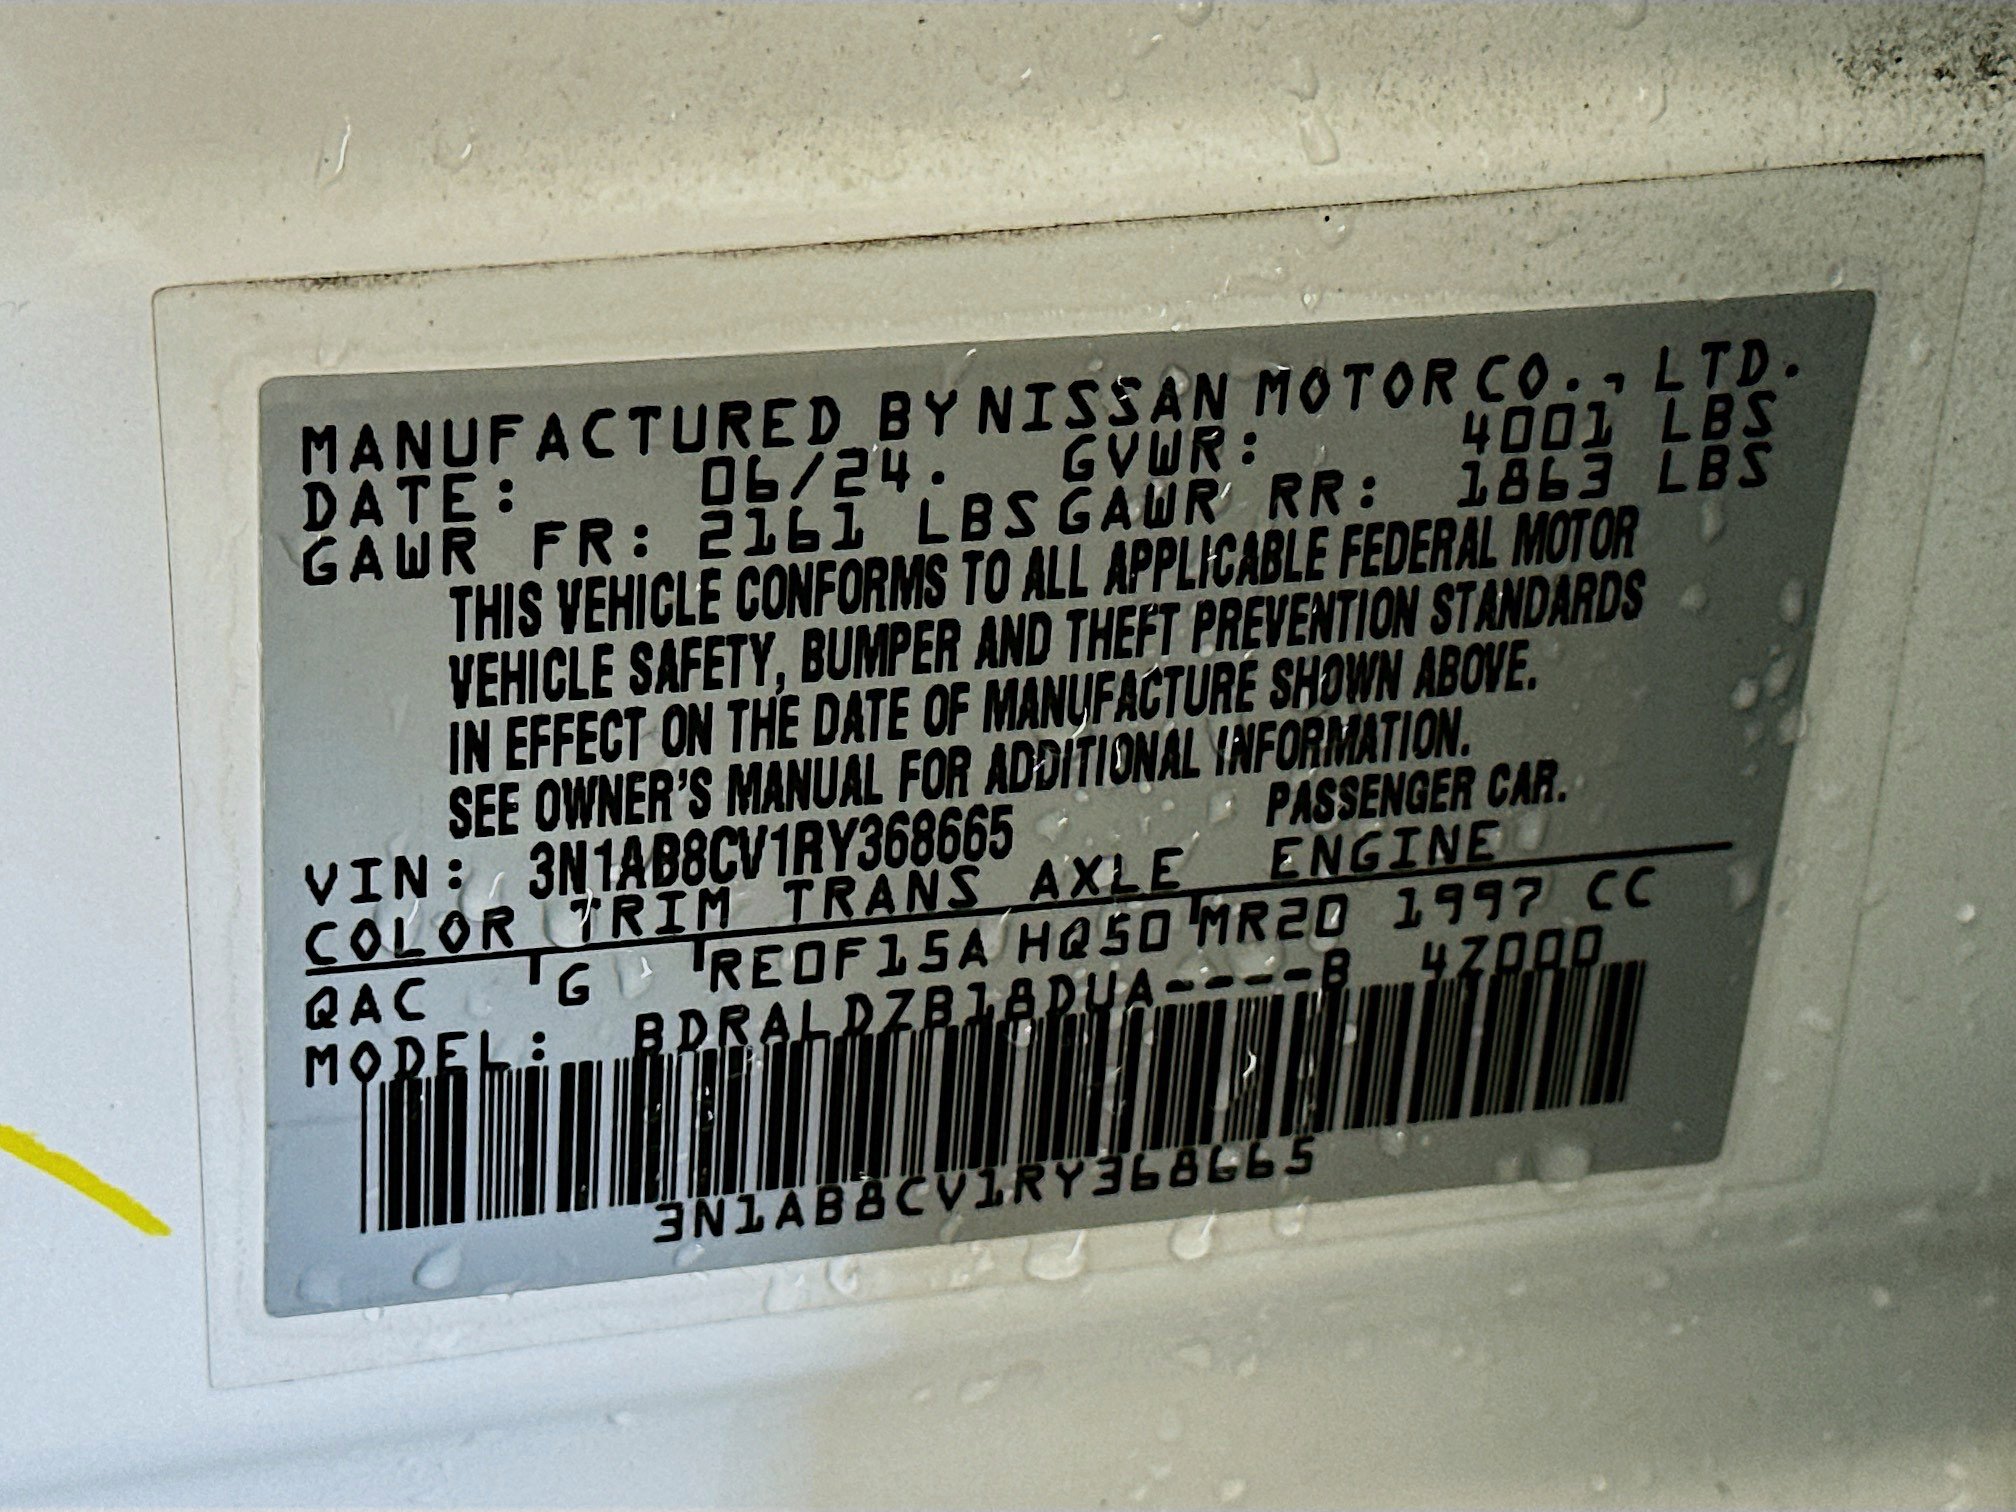 MANUFACTURED BY NISSAN MOTOR CO., LTD.
DATE: 06/24. GVWR: 4001 LBS
GAWR FR: 2161 LBS GAWR RR: 1863 LBS
THIS VEHICLE CONFORMS TO ALL APPLICABLE FEDERAL MOTOR
VEHICLE SAFETY, BUMPER AND THEFT PREVENTION STANDARDS
IN EFFECT ON THE DATE OF MANUFACTURE SHOWN ABOVE.
SEE OWNER'S MANUAL FOR ADDITIONAL INFORMATION.
VIN: 3N1AB8CV1RY368665 PASSENGER CAR.
COLOR TRIM TRANS AXLE ENGINE
QAC G RE0F15A HQ50 MR20 1997 CC
MODEL: BDRALDZB18DUA----B 4Z000
3N1AB8CV1RY368665